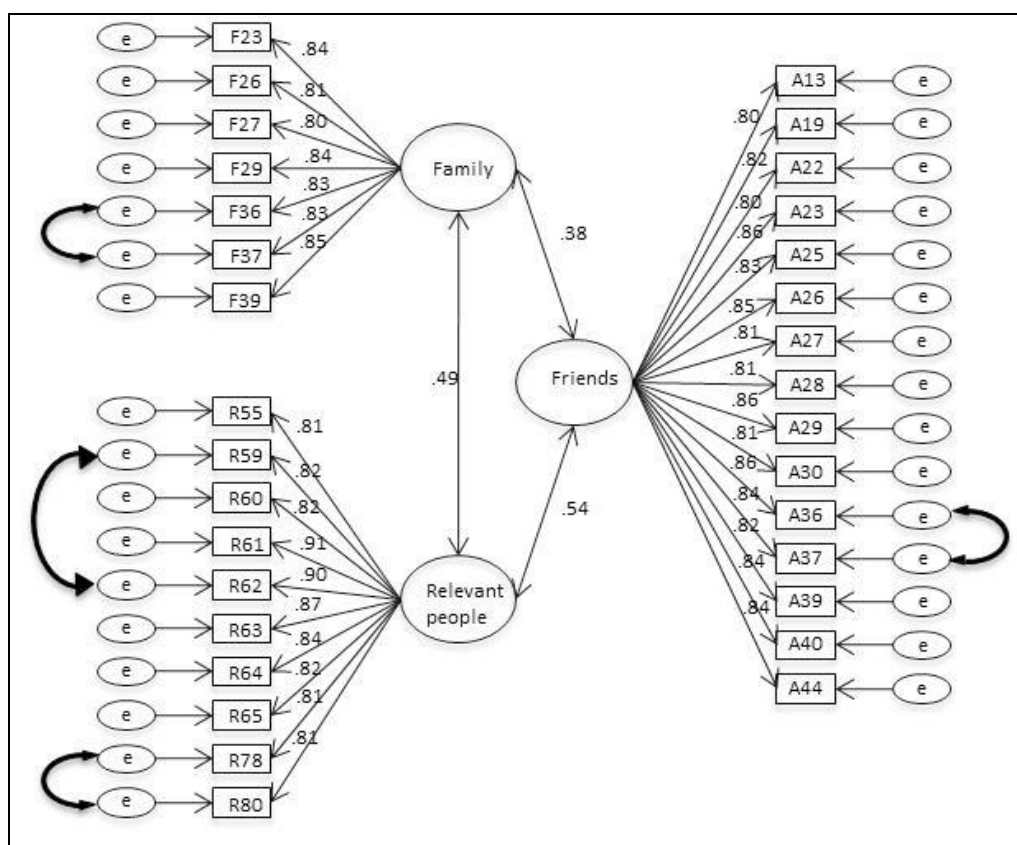 e F23 .84
e F26 .81
e F27 .80
e F29 .84
e F36 .83
e F37 .83
e F39 .85
Family
.38
.49
e R55 .81
e R59 .82
e R60 .82
e R61 .91
e R62 .90
e R63 .87
e R64 .84
e R65 .82
e R78 .81
e R80 .81
Relevant
people
.54
Friends
.80 A13 e
.82 A19 e
.80 A22 e
.86 A23 e
.83 A25 e
.85 A26 e
.81 A27 e
.81 A28 e
.86 A29 e
.81 A30 e
.86 A36 e
.84 A37 e
.82 A39 e
.84 A40 e
.84 A44 e